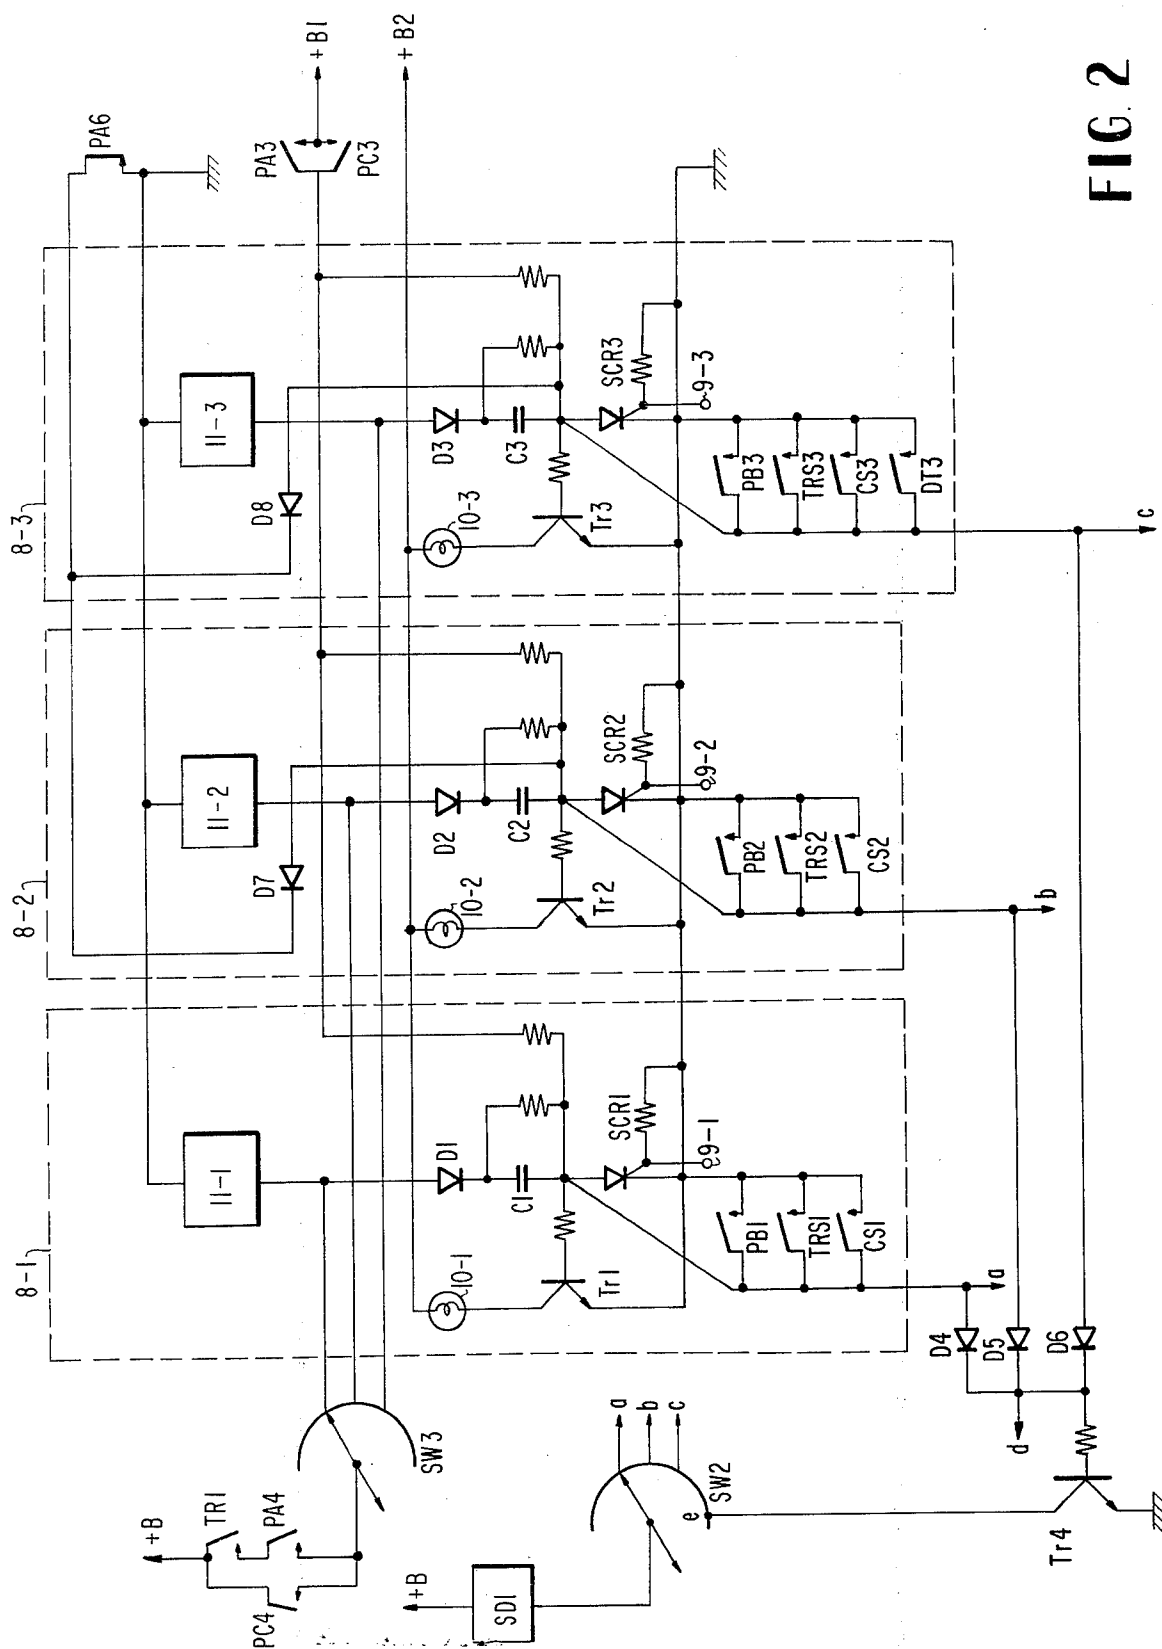 PA6
+B1
PA3
PC3
+B2
8-3
11-3
D8
D3
C3
10-3
Tr3
SCR3
9-3
PB3
TRS3
CS3
DT3
c
8-2
11-2
D7
D2
C2
10-2
Tr2
SCR2
9-2
PB2
TRS2
CS2
b
8-1
11-1
D1
C1
10-1
Tr1
SCR1
9-1
PB1
TRS1
CS1
a
D4
D5
D6
d
Tr4
+B
TR1
PA4
PC4
SW3
+B
SD1
a
b
c
e
SW2
FIG. 2